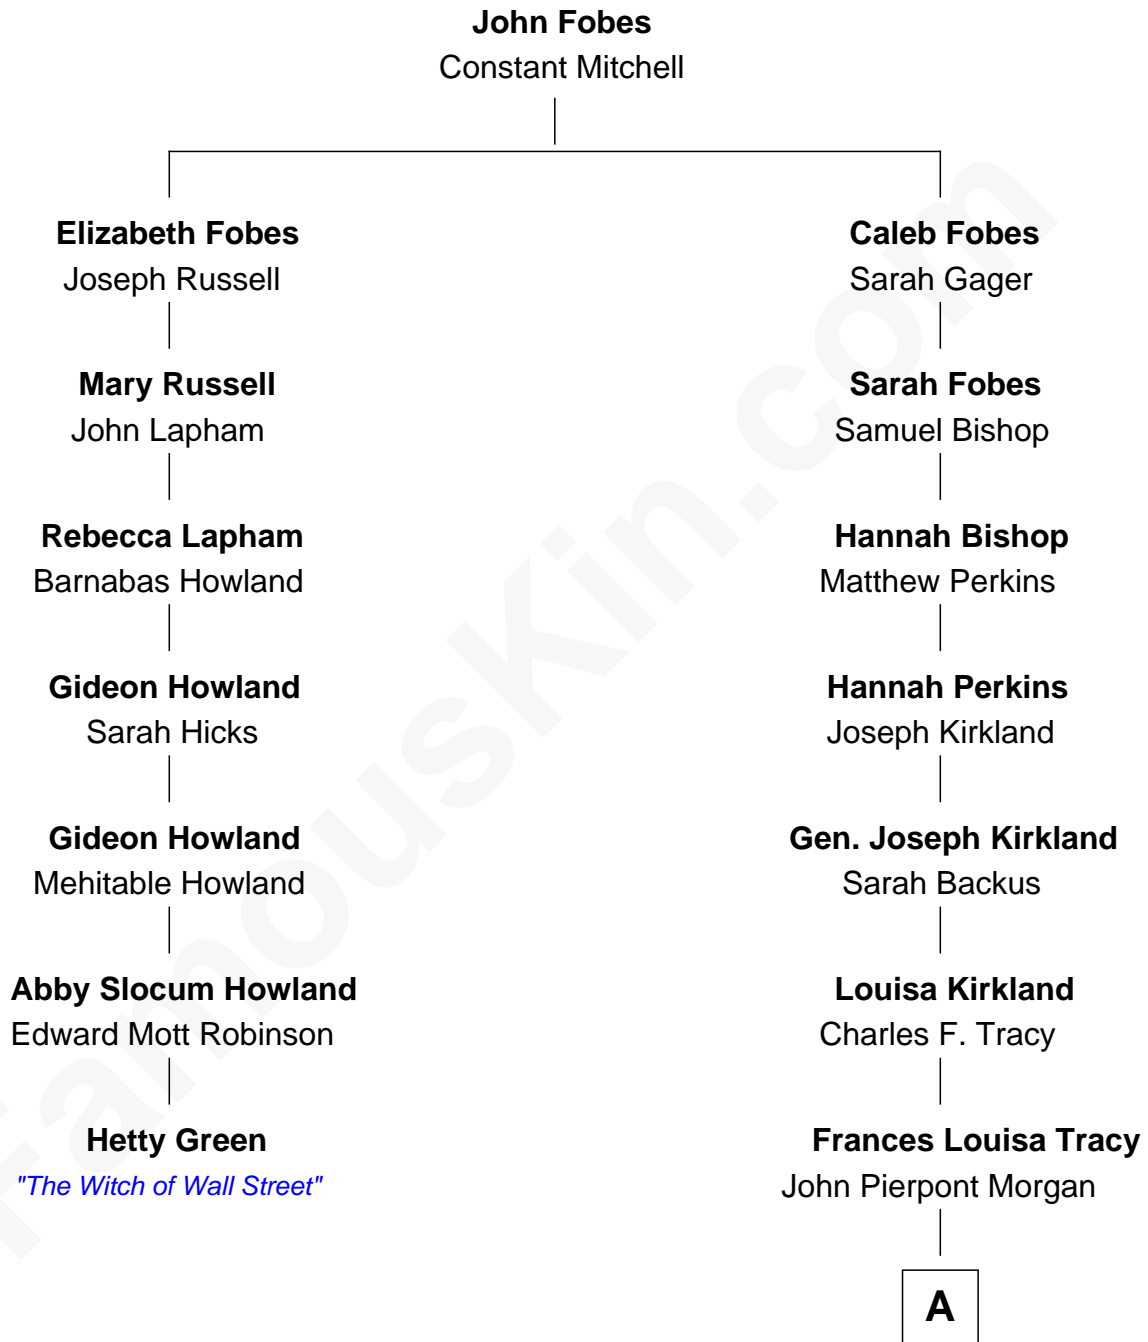 John Fobes
Constant Mitchell
Elizabeth Fobes
Joseph Russell
Caleb Fobes
Sarah Gager
Mary Russell
John Lapham
Sarah Fobes
Samuel Bishop
Rebecca Lapham
Barnabas Howland
Hannah Bishop
Matthew Perkins
Gideon Howland
Sarah Hicks
Hannah Perkins
Joseph Kirkland
Gideon Howland
Mehitable Howland
Gen. Joseph Kirkland
Sarah Backus
Abby Slocum Howland
Edward Mott Robinson
Louisa Kirkland
Charles F. Tracy
Hetty Green
"The Witch of Wall Street"
Frances Louisa Tracy
John Pierpont Morgan
A
FamousKin.com